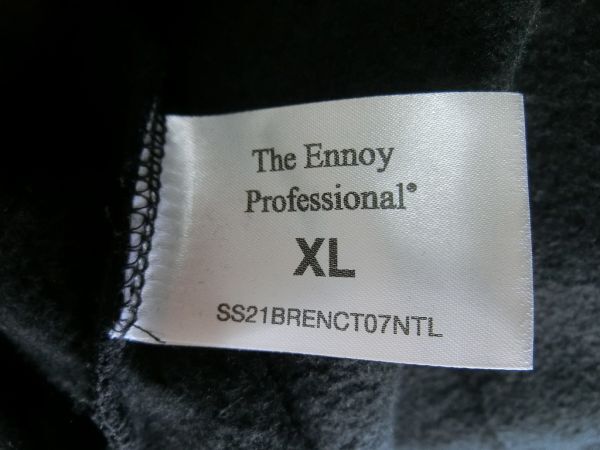 The Ennoy
Professional®
XL
SS21BRENCT07NTL